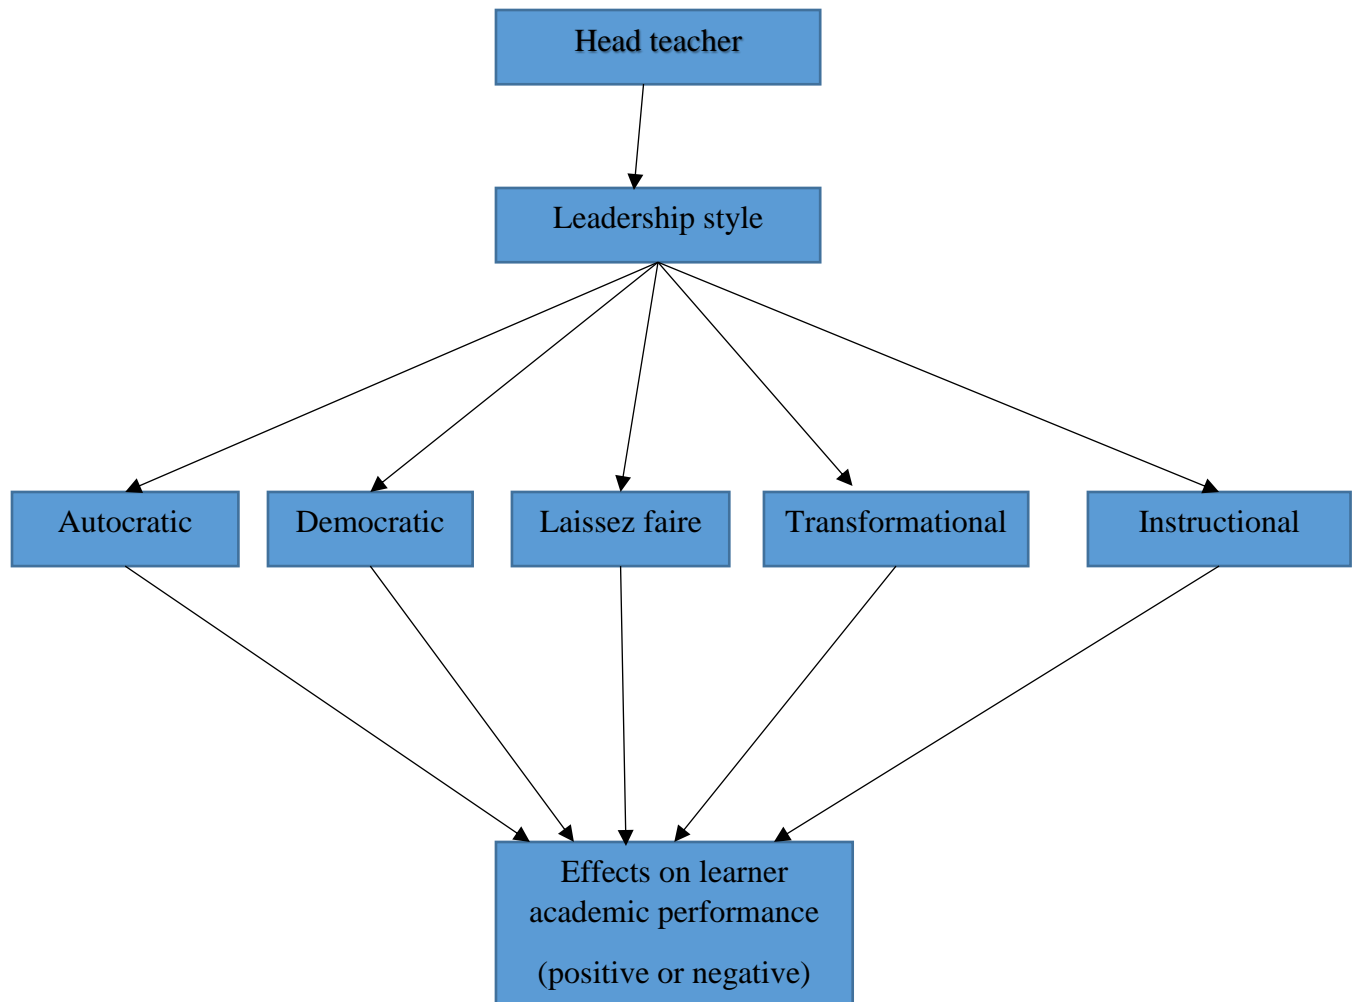 Head teacher
Leadership style
Autocratic
Democratic
Laissez faire
Transformational
Instructional
Effects on learner
academic performance
(positive or negative)